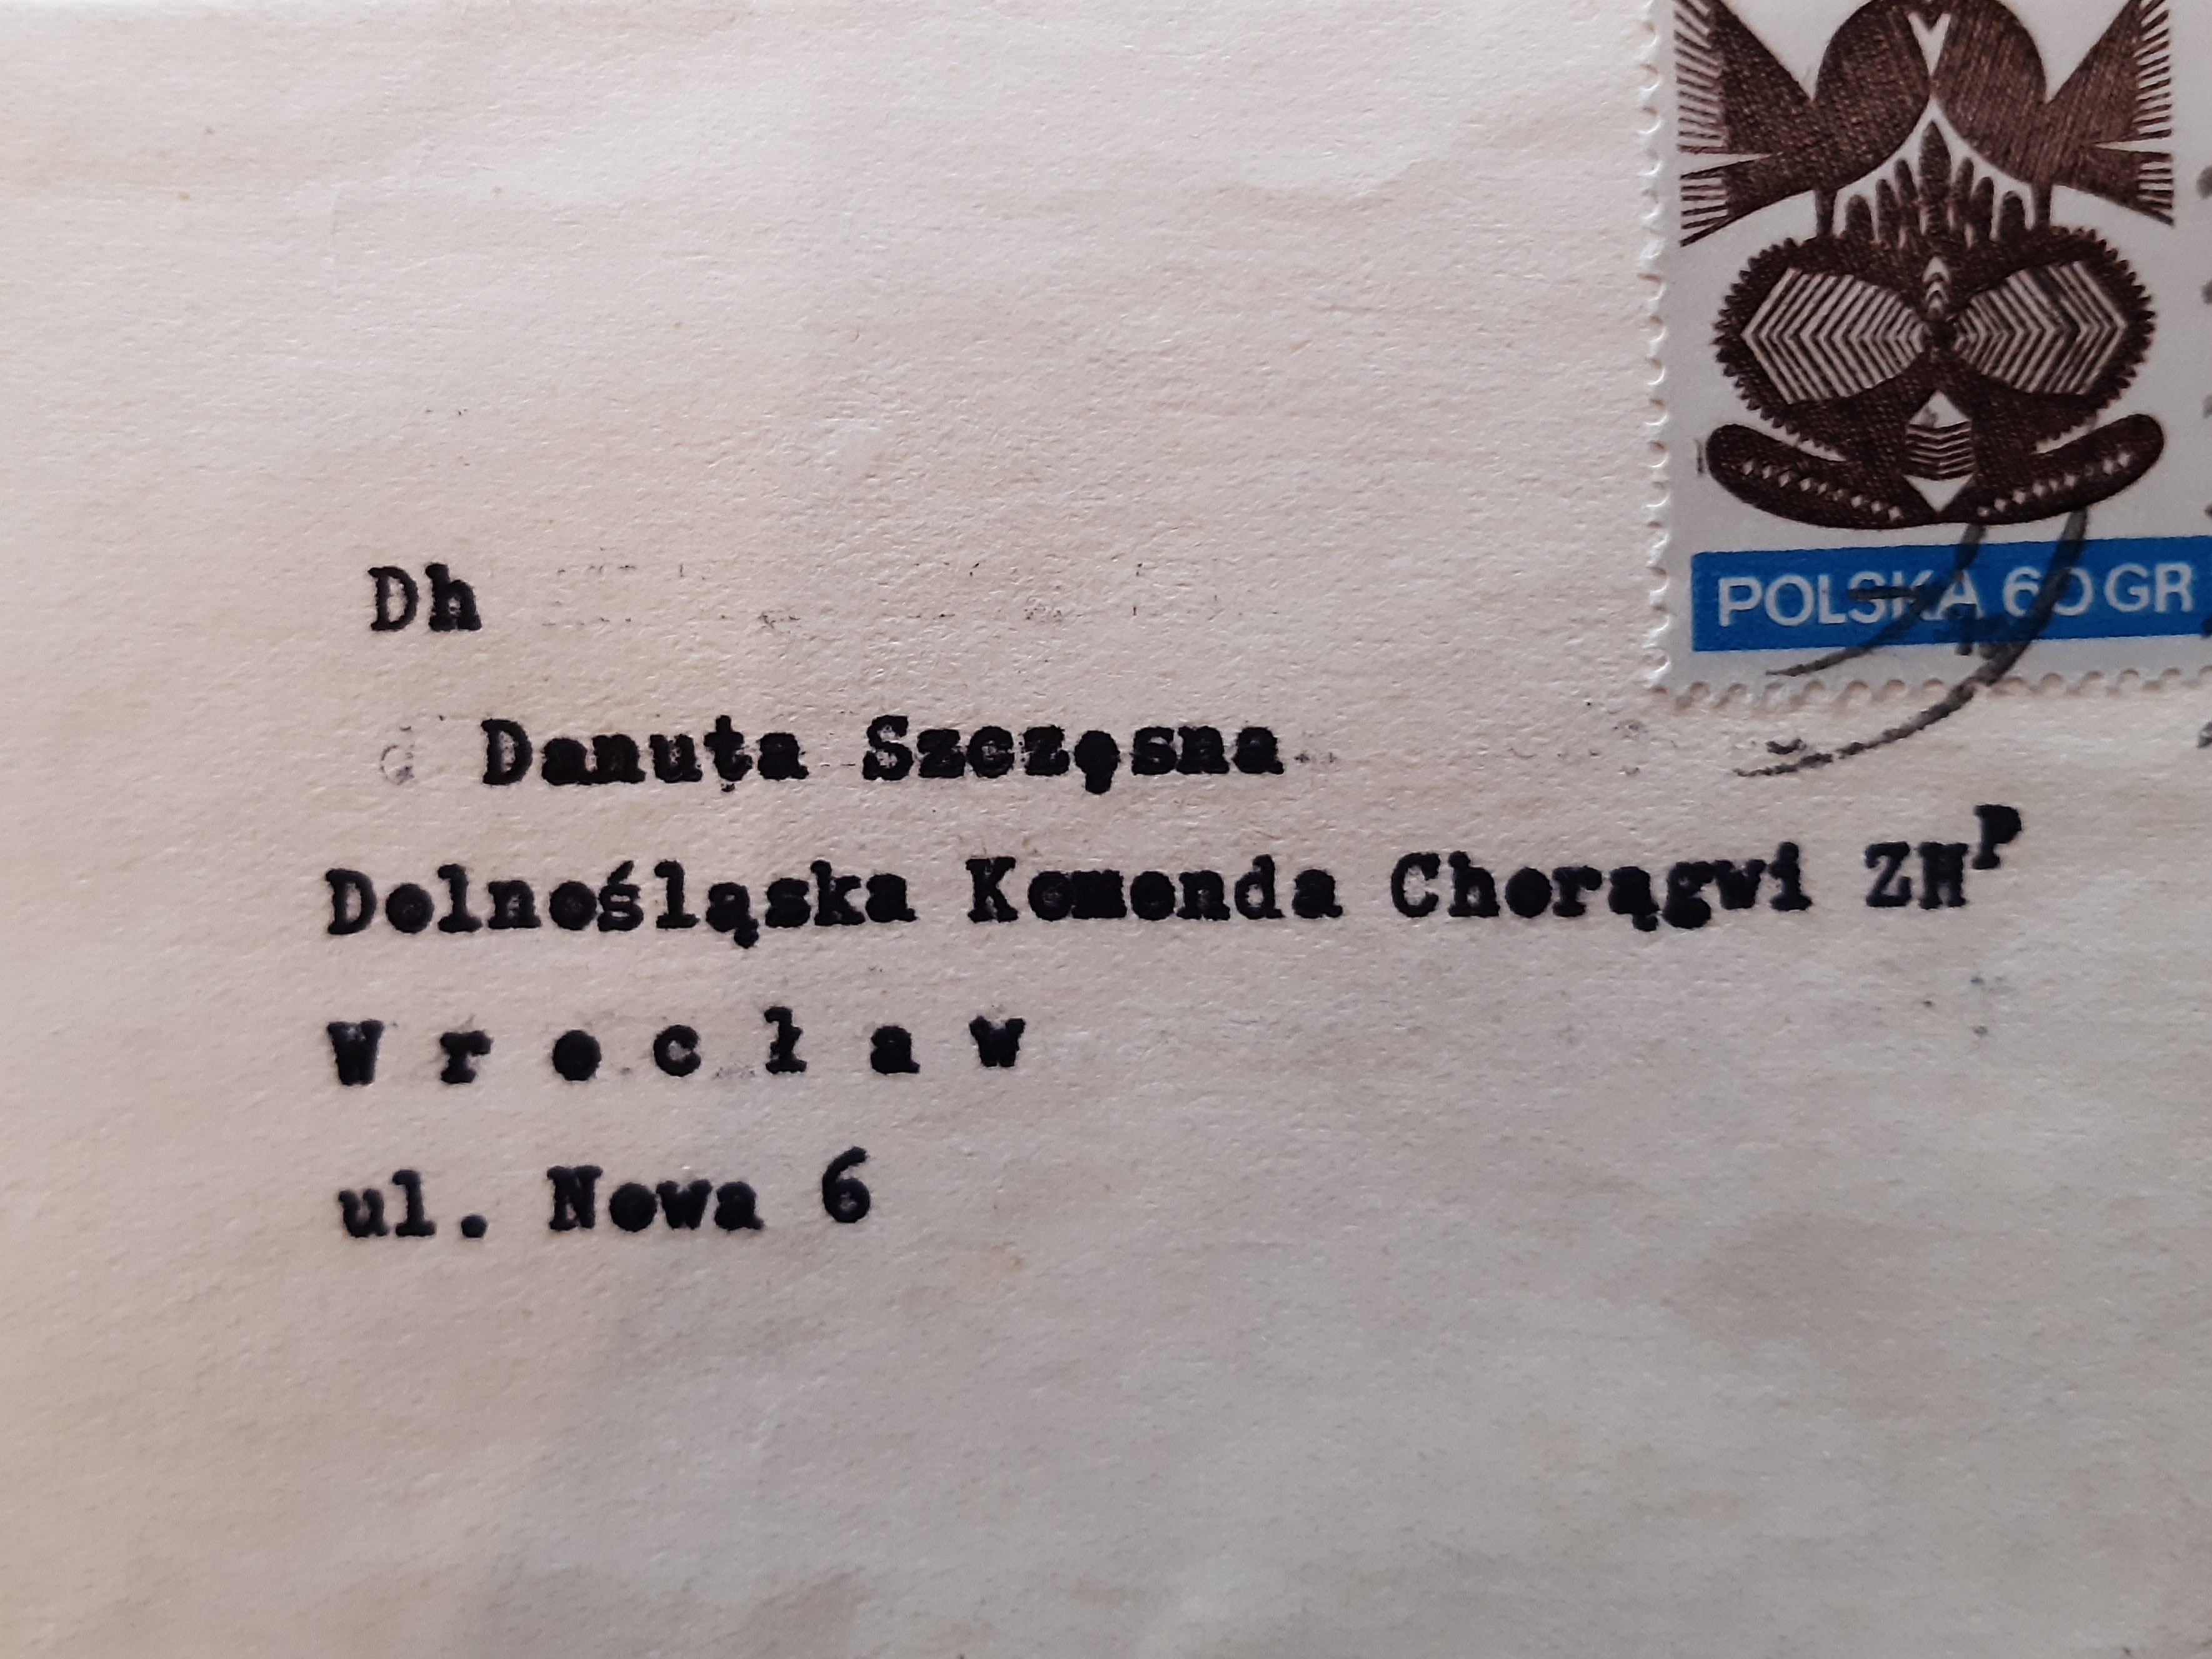 POLSKA 60 GR
Dh
d Danuta Szczęsna
Dolnośląska Komenda Chorągwi ZHP
W r o c ł a w
ul. Nowa 6